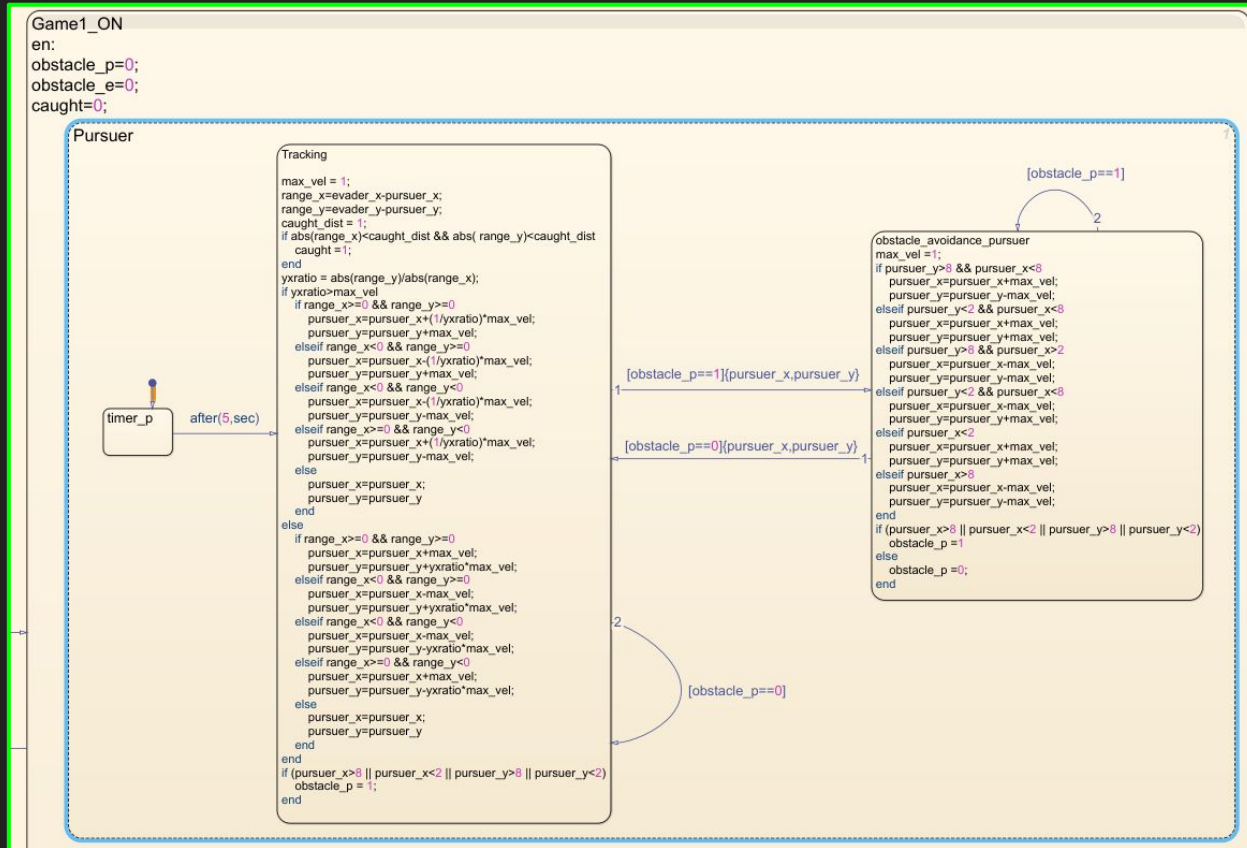 Game1_ON
en:
obstacle_p=0;
obstacle_e=0;
caught=0;
Pursuer
1
timer_p
after(5,sec)
Tracking
max_vel = 1;
range_x=evader_x-pursuer_x;
range_y=evader_y-pursuer_y;
caught_dist = 1;
if abs(range_x)<caught_dist && abs( range_y)<caught_dist
caught =1;
end
yxratio = abs(range_y)/abs(range_x);
if yxratio>max_vel
if range_x>=0 && range_y>=0
pursuer_x=pursuer_x+(1/yxratio)*max_vel;
pursuer_y=pursuer_y+max_vel;
elseif range_x<0 && range_y>=0
pursuer_x=pursuer_x-(1/yxratio)*max_vel;
pursuer_y=pursuer_y+max_vel;
elseif range_x<0 && range_y<0
pursuer_x=pursuer_x-(1/yxratio)*max_vel;
pursuer_y=pursuer_y-max_vel;
elseif range_x>=0 && range_y<0
pursuer_x=pursuer_x+(1/yxratio)*max_vel;
pursuer_y=pursuer_y-max_vel;
else
pursuer_x=pursuer_x;
pursuer_y=pursuer_y
end
else
if range_x>=0 && range_y>=0
pursuer_x=pursuer_x+max_vel;
pursuer_y=pursuer_y+yxratio*max_vel;
elseif range_x<0 && range_y>=0
pursuer_x=pursuer_x-max_vel;
pursuer_y=pursuer_y+yxratio*max_vel;
elseif range_x<0 && range_y<0
pursuer_x=pursuer_x-max_vel;
pursuer_y=pursuer_y-yxratio*max_vel;
elseif range_x>=0 && range_y<0
pursuer_x=pursuer_x+max_vel;
pursuer_y=pursuer_y-yxratio*max_vel;
else
pursuer_x=pursuer_x;
pursuer_y=pursuer_y
end
end
if (pursuer_x>8 || pursuer_x<2 || pursuer_y>8 || pursuer_y<2)
obstacle_p = 1;
end
[obstacle_p==1]{pursuer_x,pursuer_y}
1
[obstacle_p==0]{pursuer_x,pursuer_y}
1
2
[obstacle_p==0]
[obstacle_p==1]
2
obstacle_avoidance_pursuer
max_vel =1;
if pursuer_y>8 && pursuer_x<8
pursuer_x=pursuer_x+max_vel;
pursuer_y=pursuer_y-max_vel;
elseif pursuer_y<2 && pursuer_x<8
pursuer_x=pursuer_x+max_vel;
pursuer_y=pursuer_y+max_vel;
elseif pursuer_y>8 && pursuer_x>2
pursuer_x=pursuer_x-max_vel;
pursuer_y=pursuer_y-max_vel;
elseif pursuer_y<2 && pursuer_x<8
pursuer_x=pursuer_x-max_vel;
pursuer_y=pursuer_y+max_vel;
elseif pursuer_x<2
pursuer_x=pursuer_x+max_vel;
pursuer_y=pursuer_y+max_vel;
elseif pursuer_x>8
pursuer_x=pursuer_x-max_vel;
pursuer_y=pursuer_y-max_vel;
end
if (pursuer_x>8 || pursuer_x<2 || pursuer_y>8 || pursuer_y<2)
obstacle_p =1
else
obstacle_p =0;
end